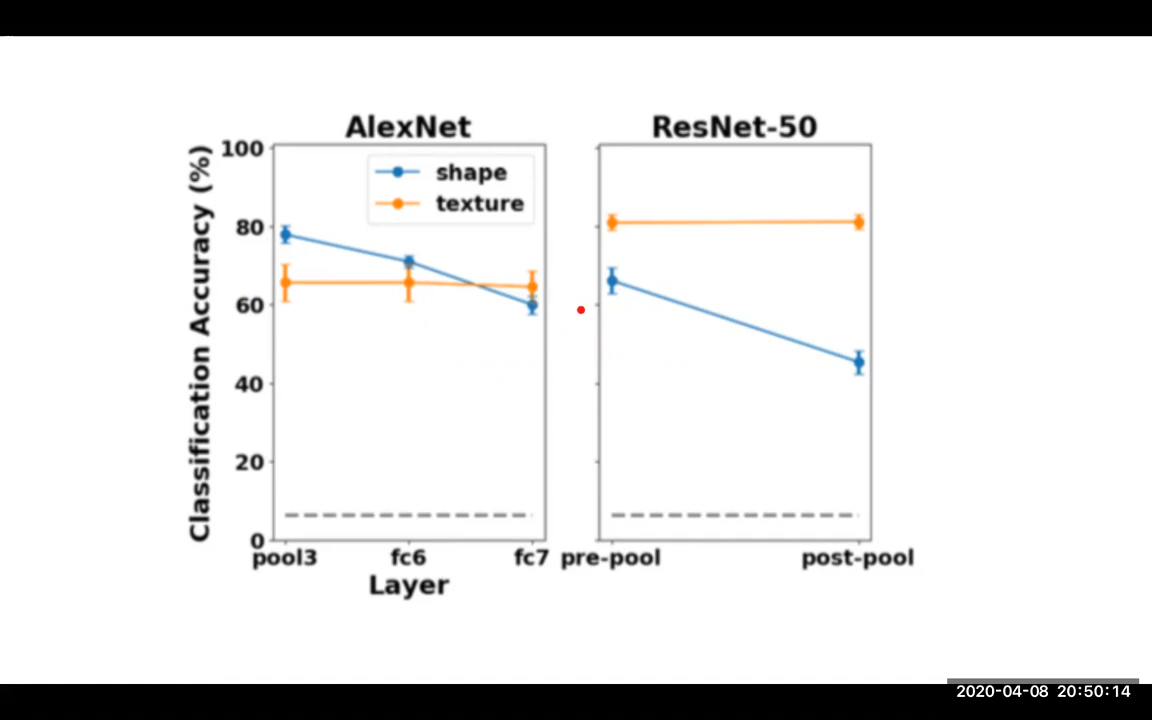 AlexNet
ResNet-50
Classification Accuracy (%)
100
80
60
40
20
0
shape
texture
pool3
fc6
fc7
pre-pool
post-pool
Layer
2020-04-08 20:50:14